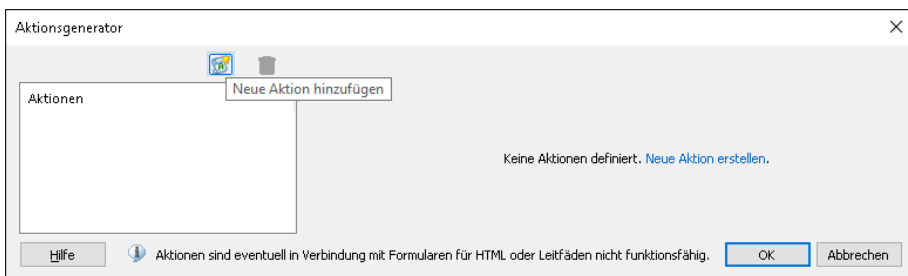 Aktionsgenerator
Neue Aktion hinzufügen
Aktionen
Keine Aktionen definiert. Neue Aktion erstellen.
Hilfe
Aktionen sind eventuell in Verbindung mit Formularen für HTML oder Leitfäden nicht funktionsfähig.
OK
Abbrechen